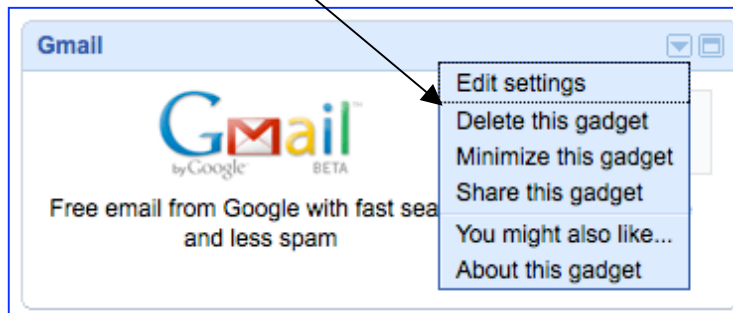 Gmail
Edit settings
Delete this gadget
Minimize this gadget
Share this gadget
You might also like...
About this gadget
Gmail™
by Google BETA
Free email from Google with fast sea
and less spam